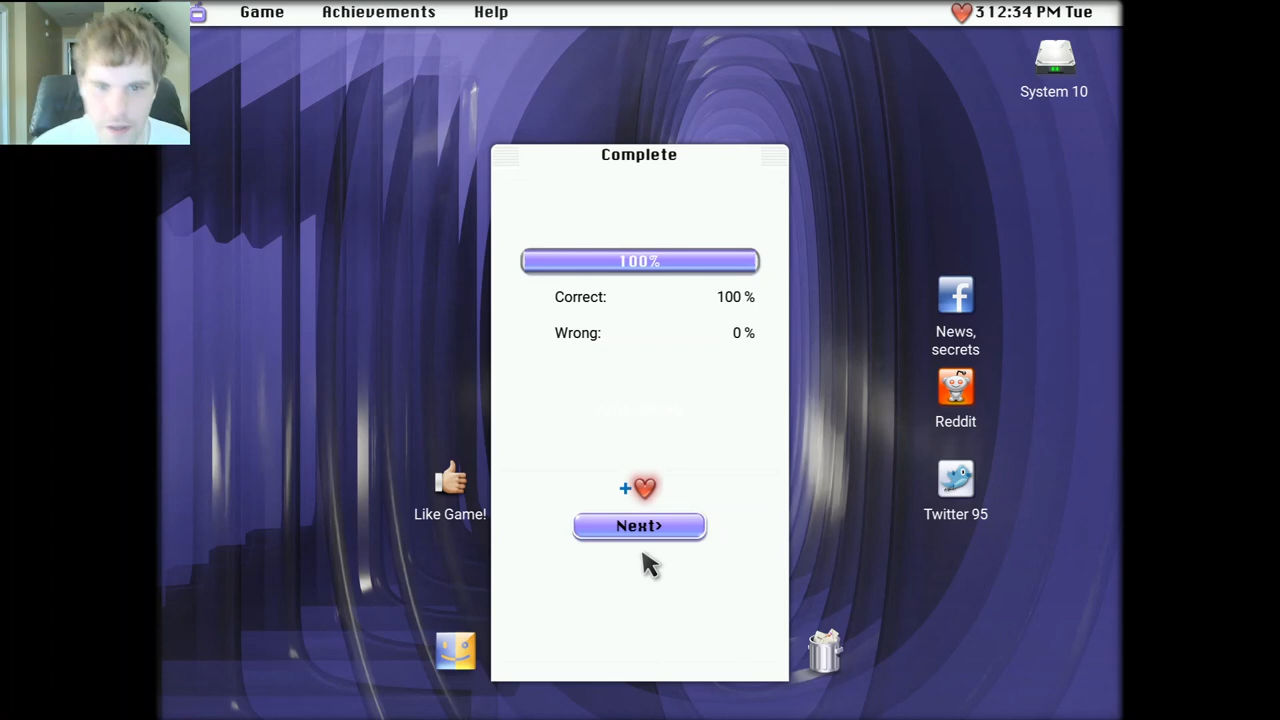 Game Achievements Help 3 12:34 PM Tue
System 10
Complete
100%
Correct: 100 %
Wrong: 0 %
News,
secrets
Reddit
Like Game!
Twitter 95
+
Next>